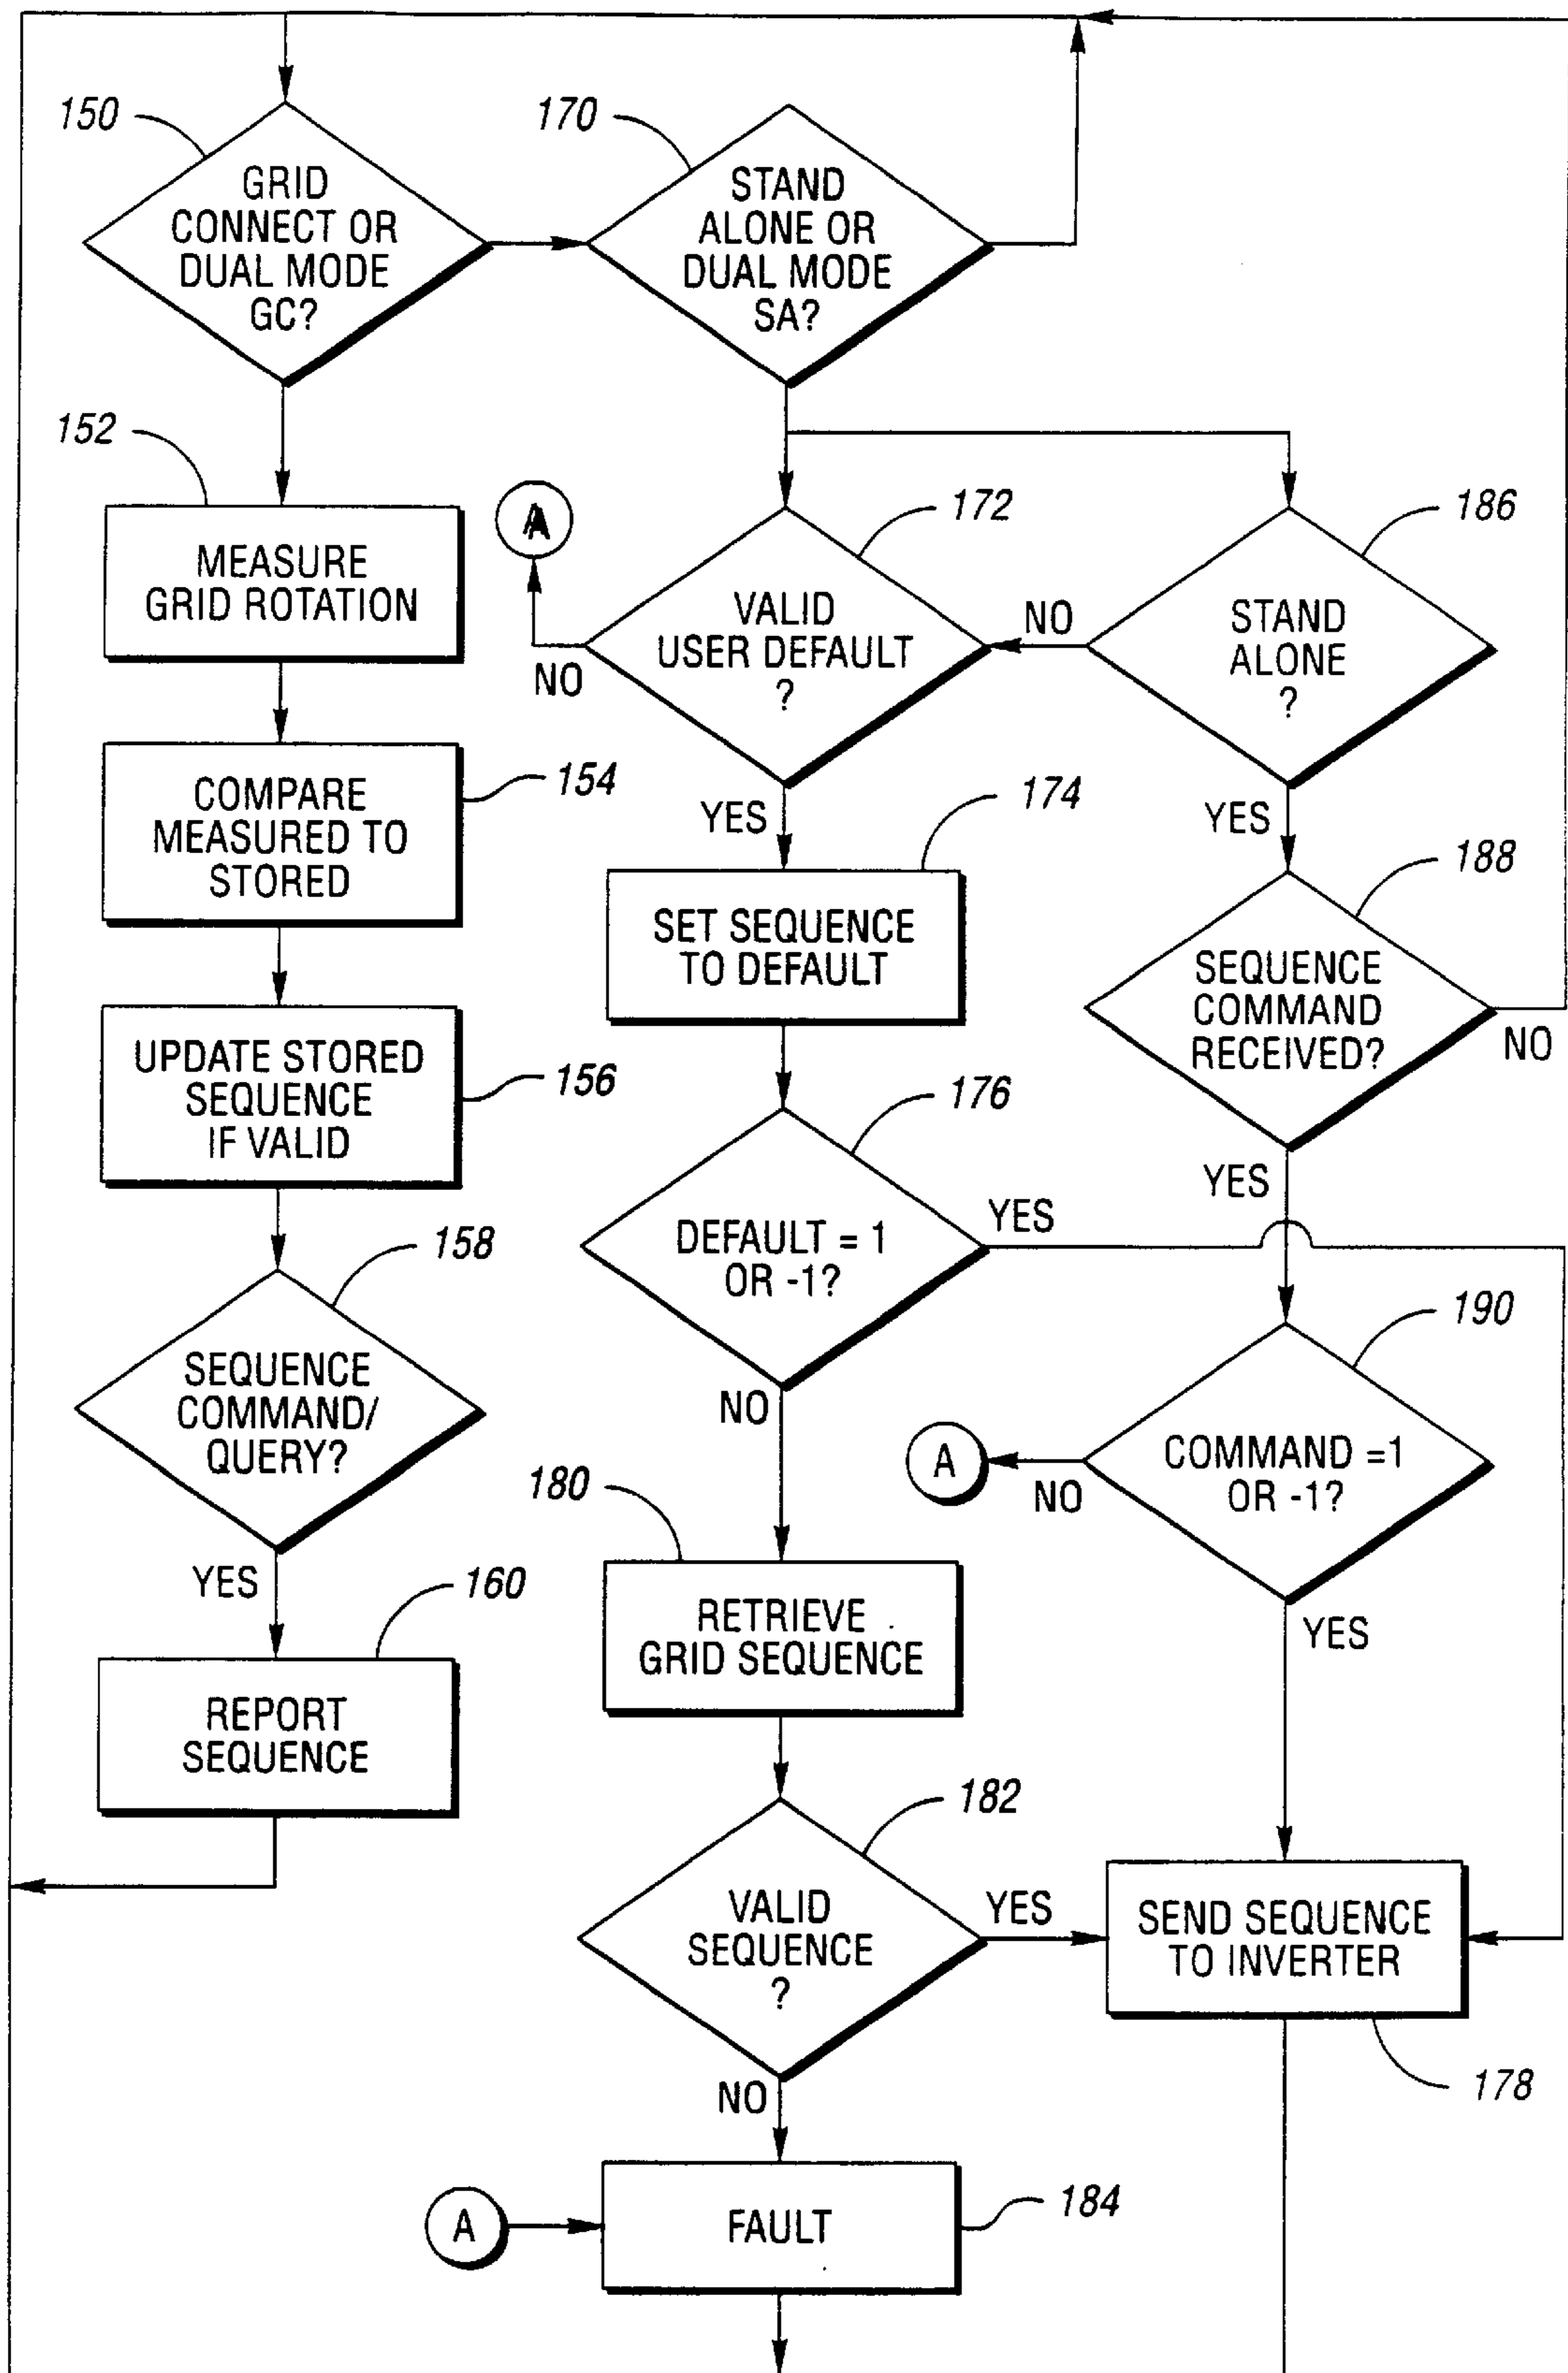 150
GRID
CONNECT OR
DUAL MODE
GC?
170
STAND
ALONE OR
DUAL MODE
SA?
152
MEASURE
GRID ROTATION
A
172
VALID
USER DEFAULT
?
NO
YES
186
STAND
ALONE
?
NO
YES
154
COMPARE
MEASURED TO
STORED
174
SET SEQUENCE
TO DEFAULT
188
SEQUENCE
COMMAND
RECEIVED?
NO
YES
156
UPDATE STORED
SEQUENCE
IF VALID
176
DEFAULT = 1
OR -1?
YES
NO
158
SEQUENCE
COMMAND/
QUERY?
YES
190
COMMAND =1
OR -1?
A
NO
YES
160
REPORT
SEQUENCE
180
RETRIEVE
GRID SEQUENCE
182
VALID
SEQUENCE
?
YES
NO
SEND SEQUENCE
TO INVERTER
178
A
FAULT
184